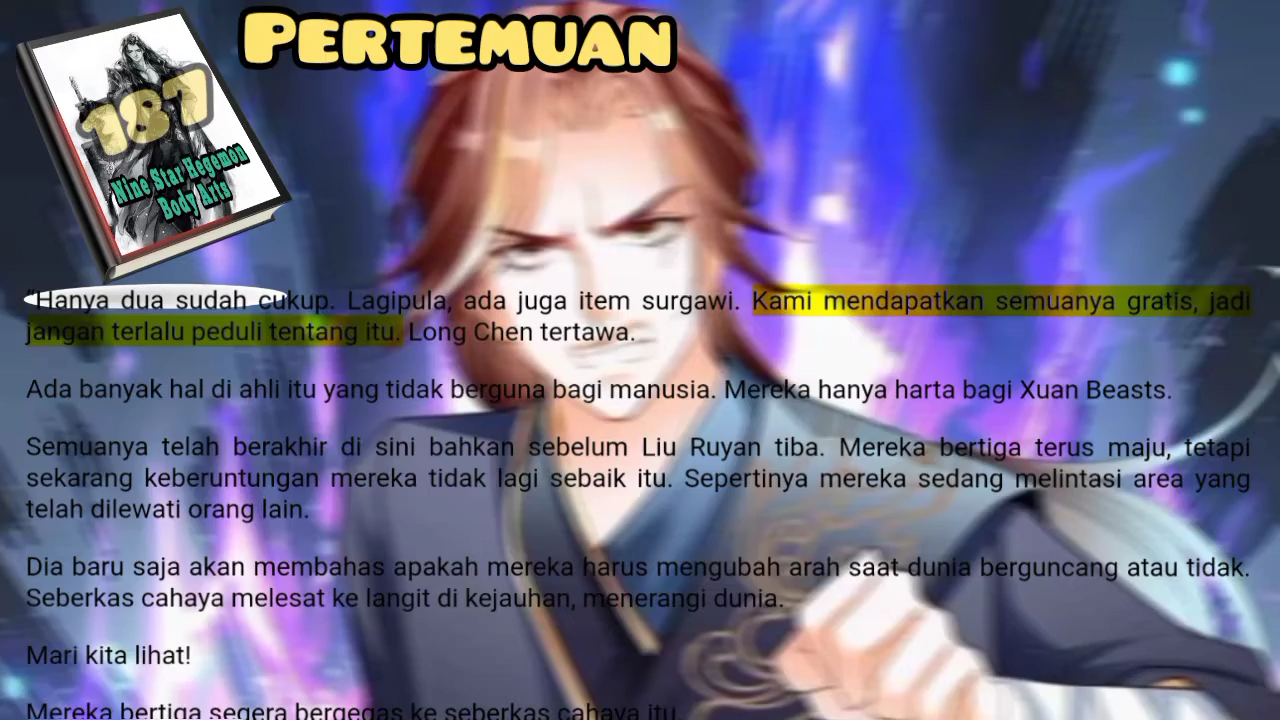 PERTEMUAN
187
Nine Star Hegemon
Body Arts
"Hanya dua sudah cukup. Lagipula, ada juga item surgawi. Kami mendapatkan semuanya gratis, jadi
jangan terlalu peduli tentang itu. Long Chen tertawa.
Ada banyak hal di ahli itu yang tidak berguna bagi manusia. Mereka hanya harta bagi Xuan Beasts.
Semuanya telah berakhir di sini bahkan sebelum Liu Ruyan tiba. Mereka bertiga terus maju, tetapi
sekarang keberuntungan mereka tidak lagi sebaik itu. Sepertinya mereka sedang melintasi area yang
telah dilewati orang lain.
Dia baru saja akan membahas apakah mereka harus mengubah arah saat dunia berguncang atau tidak.
Seberkas cahaya melesat ke langit di kejauhan, menerangi dunia.
Mari kita lihat!
Mereka bertiga segera bergegas ke seberkas cahaya itu.